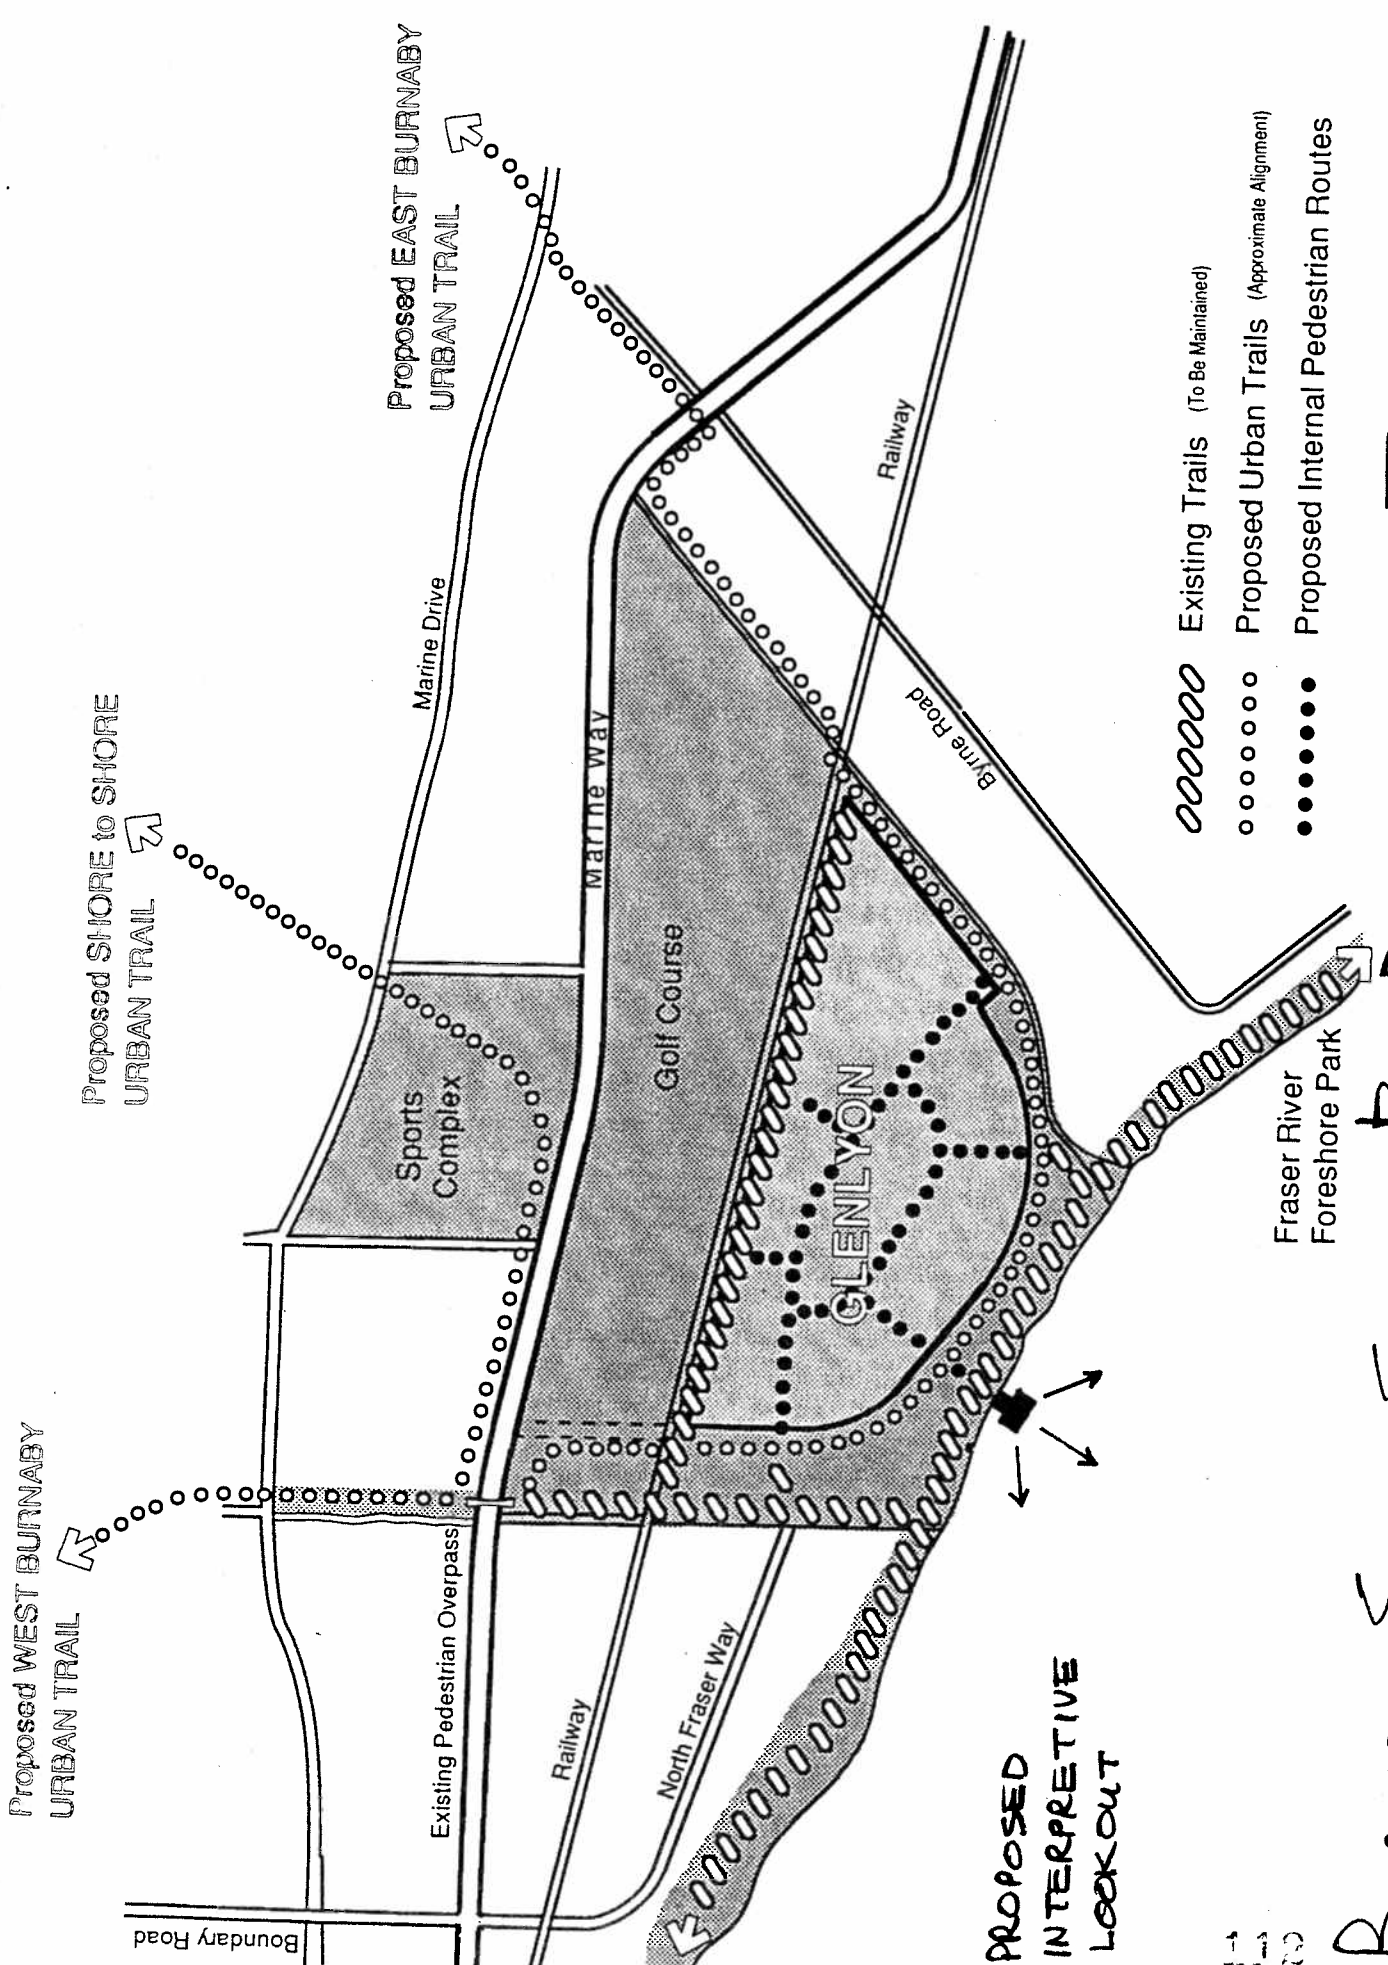 Proposed WEST BURNABY
URBAN TRAIL
Proposed SHORE to SHORE
URBAN TRAIL
Proposed EAST BURNABY
URBAN TRAIL
Boundary Road
Marine Drive
Existing Pedestrian Overpass
Sports
Complex
Marine Way
Golf Course
Railway
Railway
North Fraser Way
GLENLYON
Byrne Road
PROPOSED
INTERPRETIVE
LOOKOUT
Fraser River
Foreshore Park
Existing Trails (To Be Maintained)
Proposed Urban Trails (Approximate Alignment)
Proposed Internal Pedestrian Routes